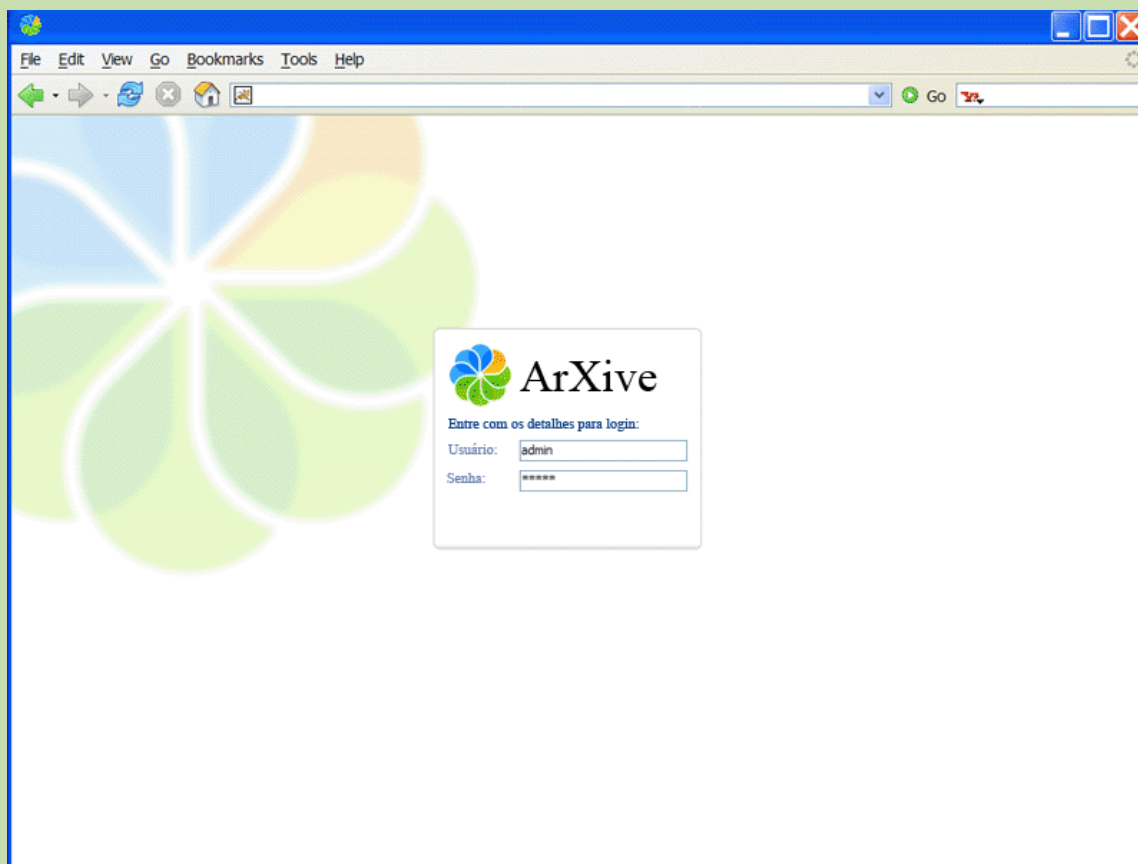 File Edit View Go Bookmarks Tools Help
Go
ArXive
Entre com os detalhes para login:
Usuário: admin
Senha: *****